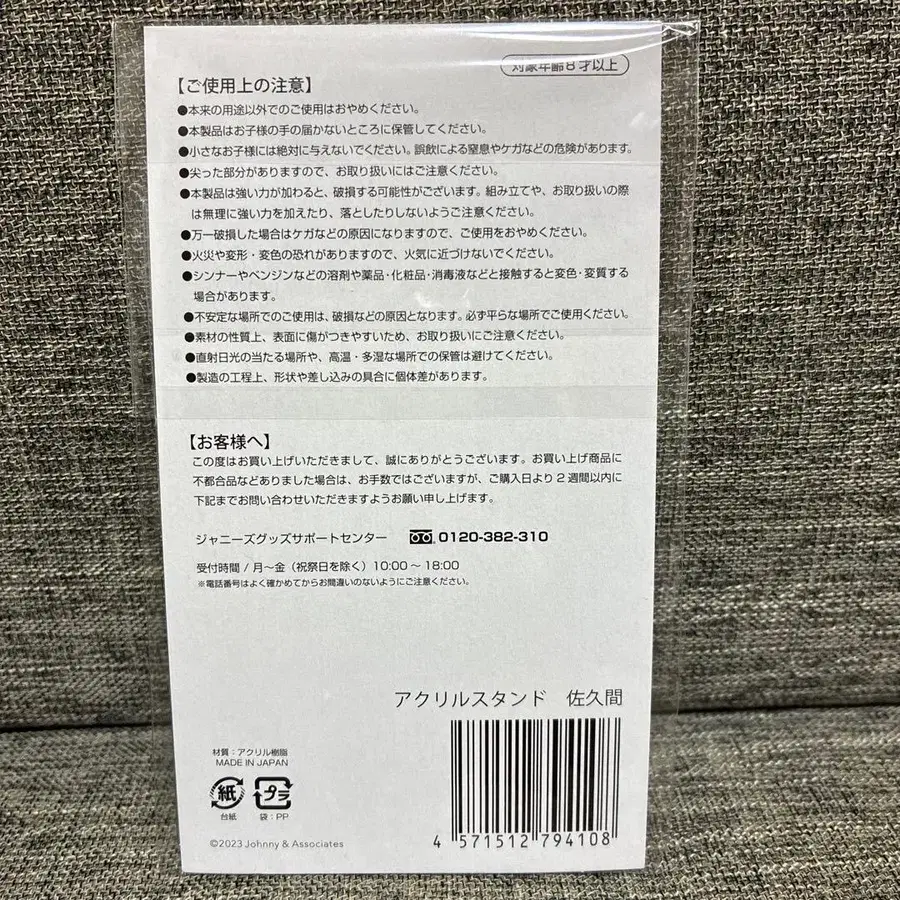 対象年齢8才以上
【ご使用上の注意】
●本来の用途以外でのご使用はおやめください。
●本製品はお子様の手の届かないところに保管してください。
●小さなお子様には絶対に与えないでください。誤飲による窒息やケガなどの危険があります。
●尖った部分がありますので、お取り扱いにはご注意ください。
●本製品は強い力が加わると、破損する可能性がございます。組み立てや、お取り扱いの際
は無理に強い力を加えたり、落としたりしないようご注意ください。
●万一破損した場合はケガなどの原因になりますので、ご使用をおやめください。
●火災や変形・変色の恐れがありますので、火気に近づけないでください。
●シンナーやベンジンなどの溶剤や薬品・化粧品・消毒液などと接触すると変色・変質する
場合があります。
●不安定な場所でのご使用は、破損などの原因となります。必ず平らな場所でご使用ください。
●素材の性質上、表面に傷がつきやすいため、お取り扱いにご注意ください。
●直射日光の当たる場所や、高温・多湿な場所での保管は避けてください。
●製造の工程上、形状や差し込みの具合に個体差があります。
【お客様へ】
この度はお買い上げいただきまして、誠にありがとうございます。お買い上げ商品に
不都合品などありました場合は、お手数ではございますが、ご購入日より2週間以内に
下記までお問い合わせいただきますようお願い申し上げます。
ジャニーズグッズサポートセンター 0120-382-310
受付時間 / 月〜金（祝祭日を除く）10:00 〜 18:00
※電話番号はよく確かめてからお間違いのないようにご注意ください。
アクリルスタンド 佐久間
材質：アクリル樹脂
MADE IN JAPAN
紙 プラ
台紙 袋：PP
©2023 Johnny & Associates
4 571512 794108